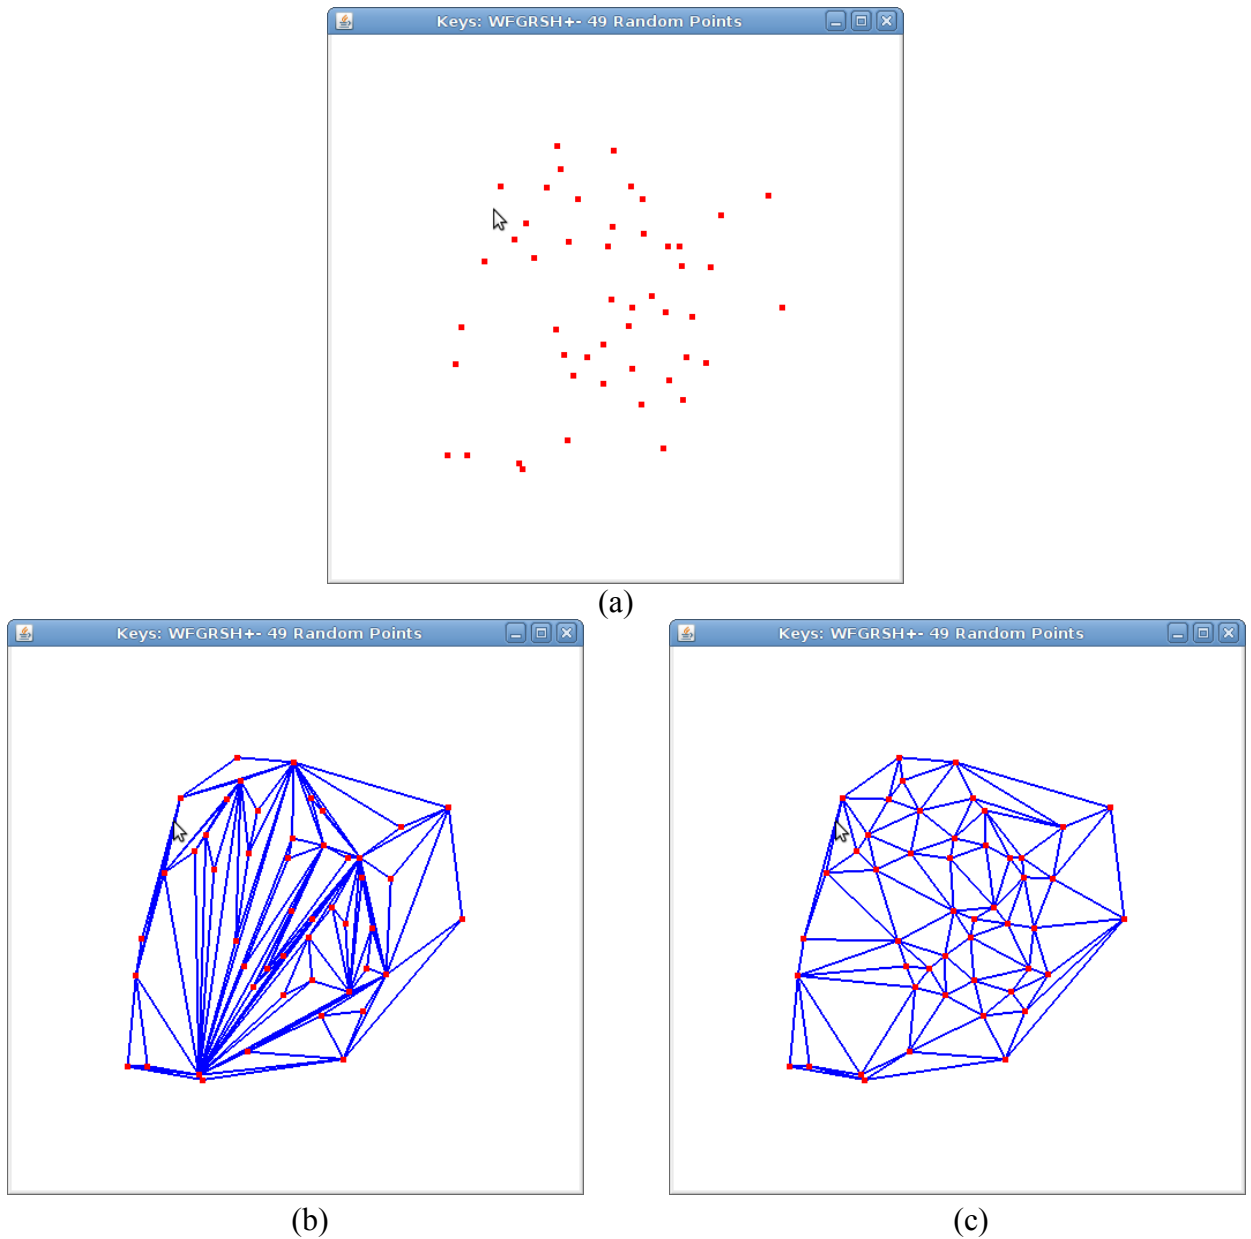 Keys: WFGRSH+- 49 Random Points
(a)
Keys: WFGRSH+- 49 Random Points
Keys: WFGRSH+- 49 Random Points
(b)
(c)